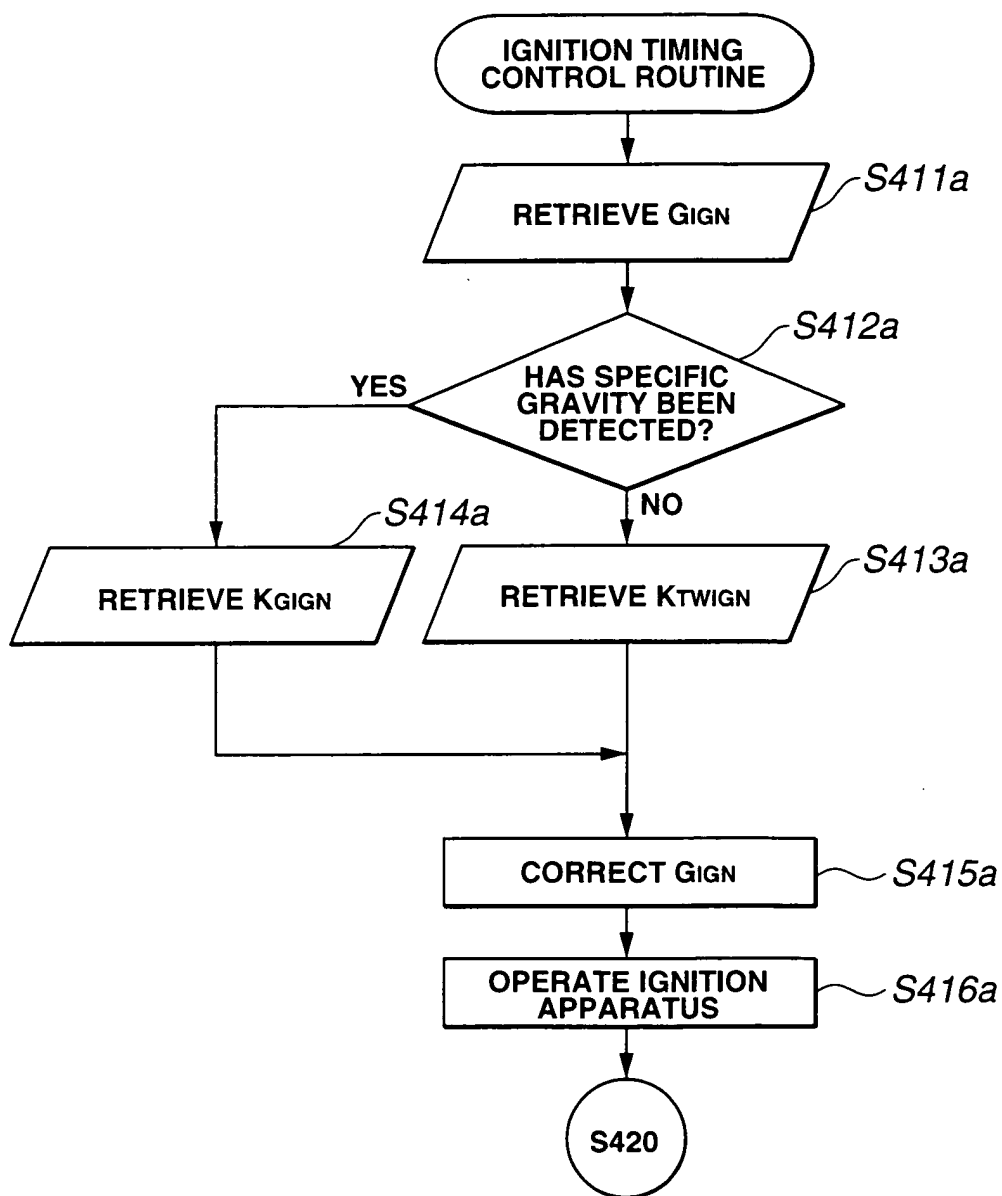 IGNITION TIMING
CONTROL ROUTINE
S411a
RETRIEVE GIGN
S412a
HAS SPECIFIC
GRAVITY BEEN
DETECTED?
YES
NO
S414a
RETRIEVE KGIGN
S413a
RETRIEVE KTWIGN
CORRECT GIGN
S415a
OPERATE IGNITION
APPARATUS
S416a
S420